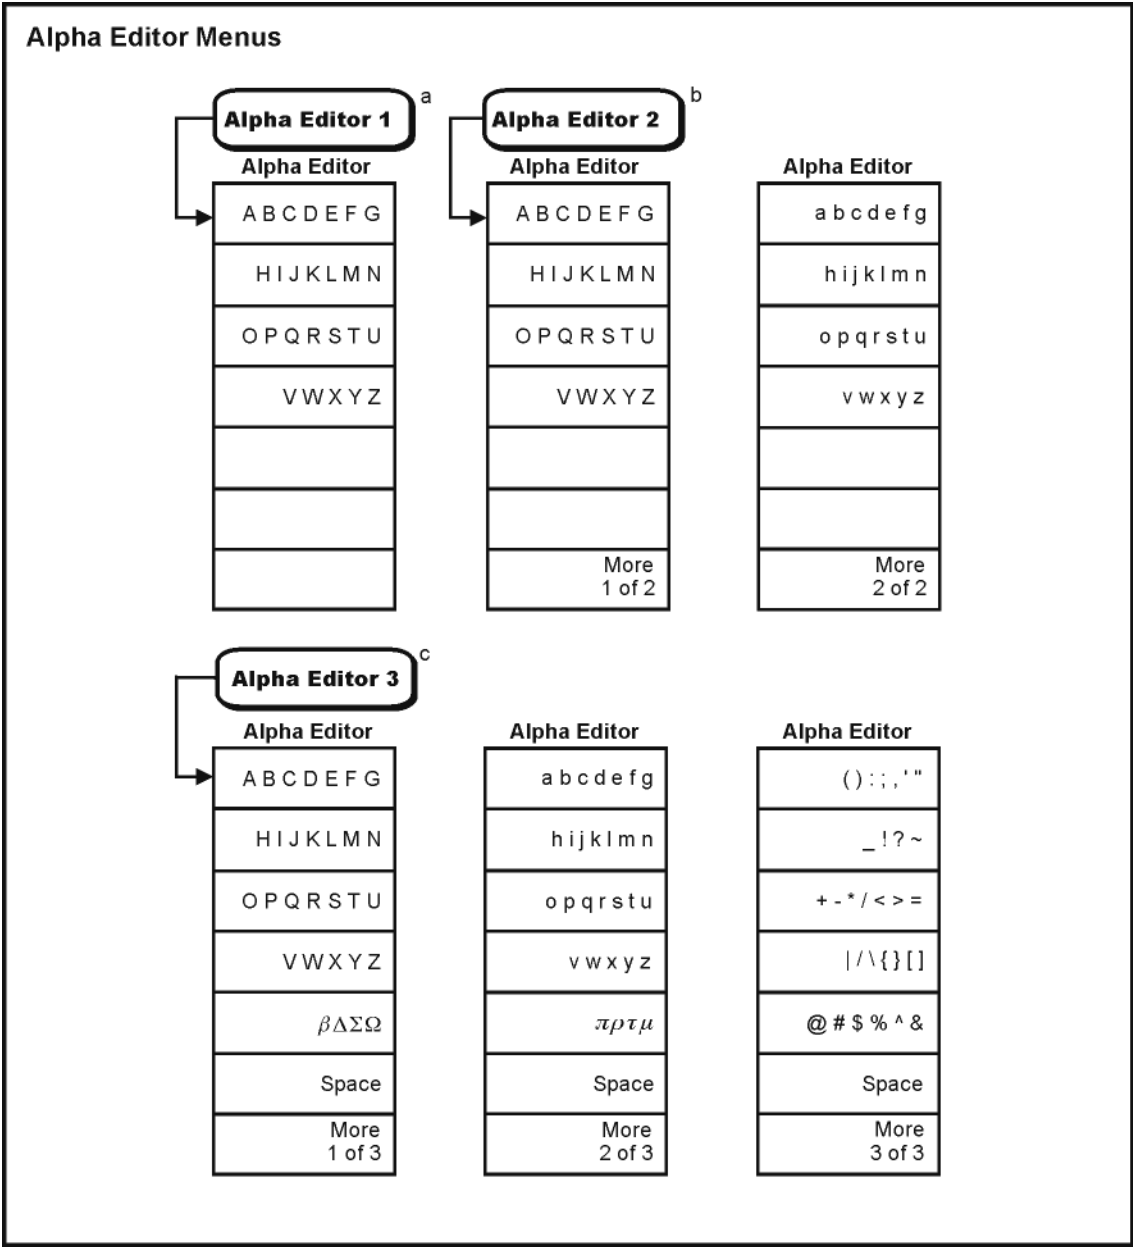 Alpha Editor Menus
Alpha Editor 1 a
Alpha Editor
A B C D E F G
H I J K L M N
O P Q R S T U
V W X Y Z
Alpha Editor 2 b
Alpha Editor
A B C D E F G
H I J K L M N
O P Q R S T U
V W X Y Z
More
1 of 2
Alpha Editor
a b c d e f g
h i j k l m n
o p q r s t u
v w x y z
More
2 of 2
Alpha Editor 3 c
Alpha Editor
A B C D E F G
H I J K L M N
O P Q R S T U
V W X Y Z
β Δ Σ Ω
Space
More
1 of 3
Alpha Editor
a b c d e f g
h i j k l m n
o p q r s t u
v w x y z
π ρ τ μ
Space
More
2 of 3
Alpha Editor
( ) : ; , ' "
_ ! ? ~
+ - * / < > =
| / \ { } [ ]
@ # $ % ^ &
Space
More
3 of 3